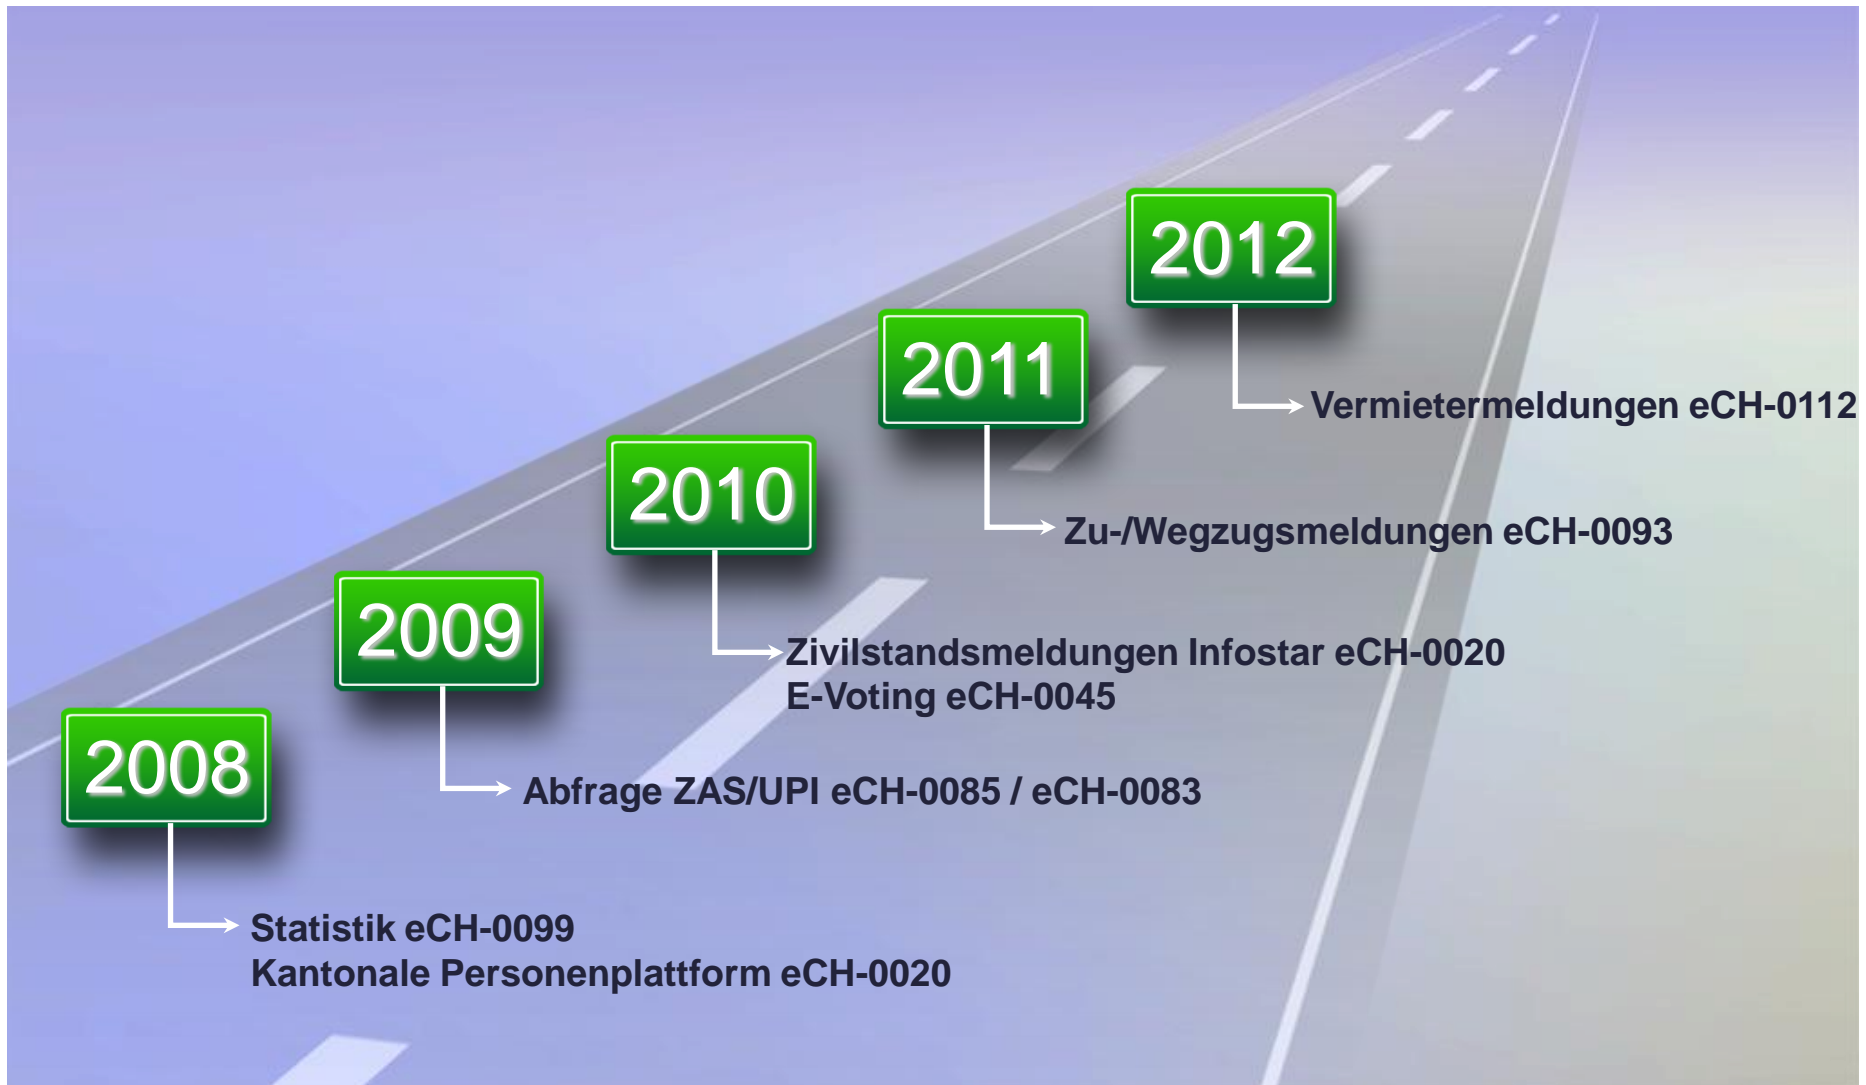 2008
Statistik eCH-0099
Kantonale Personenplattform eCH-0020
2009
Abfrage ZAS/UPI eCH-0085 / eCH-0083
2010
Zivilstandsmeldungen Infostar eCH-0020
E-Voting eCH-0045
2011
Zu-/Wegzugsmeldungen eCH-0093
2012
Vermietermeldungen eCH-0112